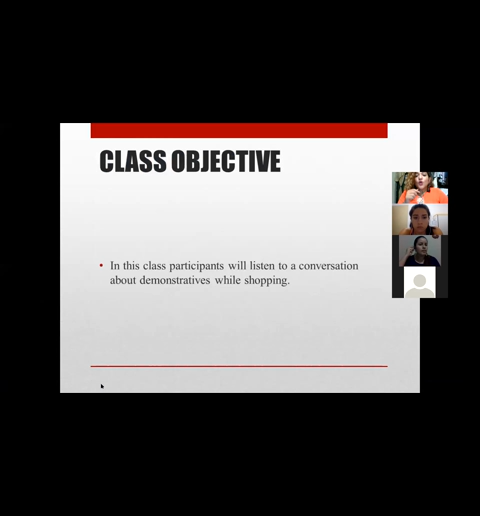 CLASS OBJECTIVE
• In this class participants will listen to a conversation
about demonstratives while shopping.